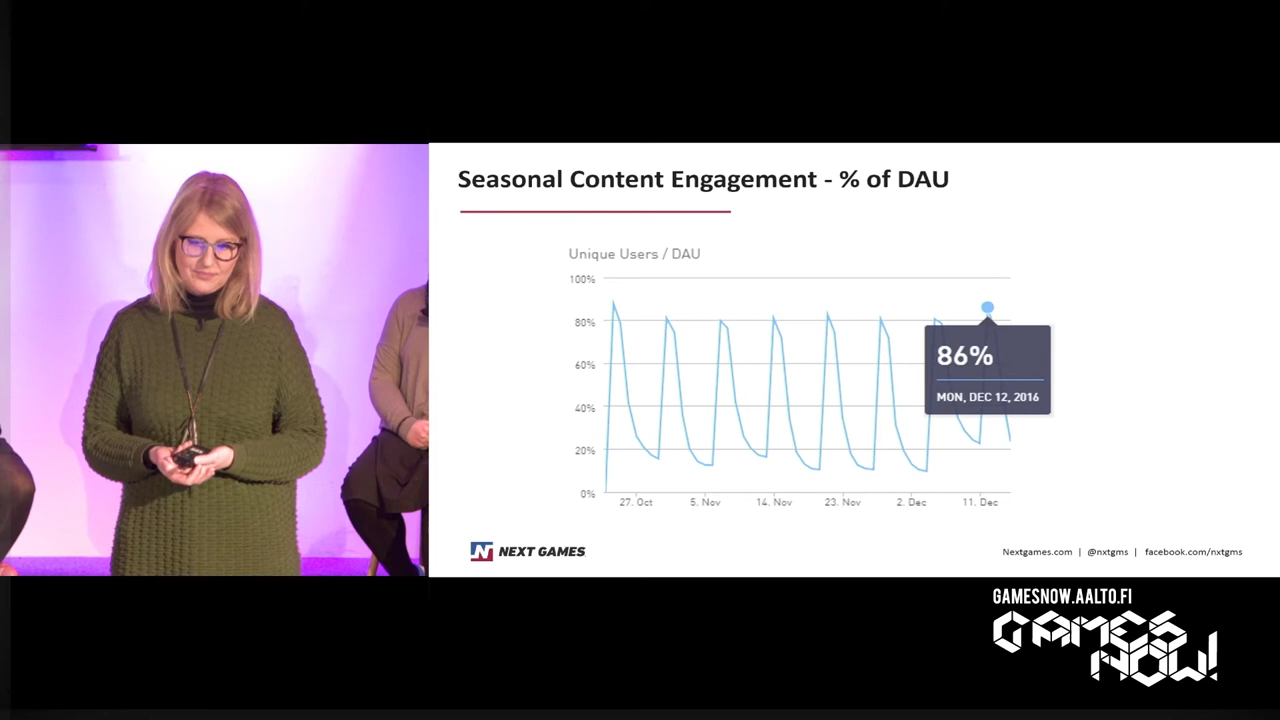 Seasonal Content Engagement - % of DAU
Unique Users / DAU
100%
80%
60%
40%
20%
0%
86%
MON, DEC 12, 2016
27. Oct
5. Nov
14. Nov
23. Nov
2. Dec
11. Dec
N NEXT GAMES
Nextgames.com | @nxtgms | facebook.com/nxtgms
GAMESNOW.AALTO.FI
GAMES
NOW!